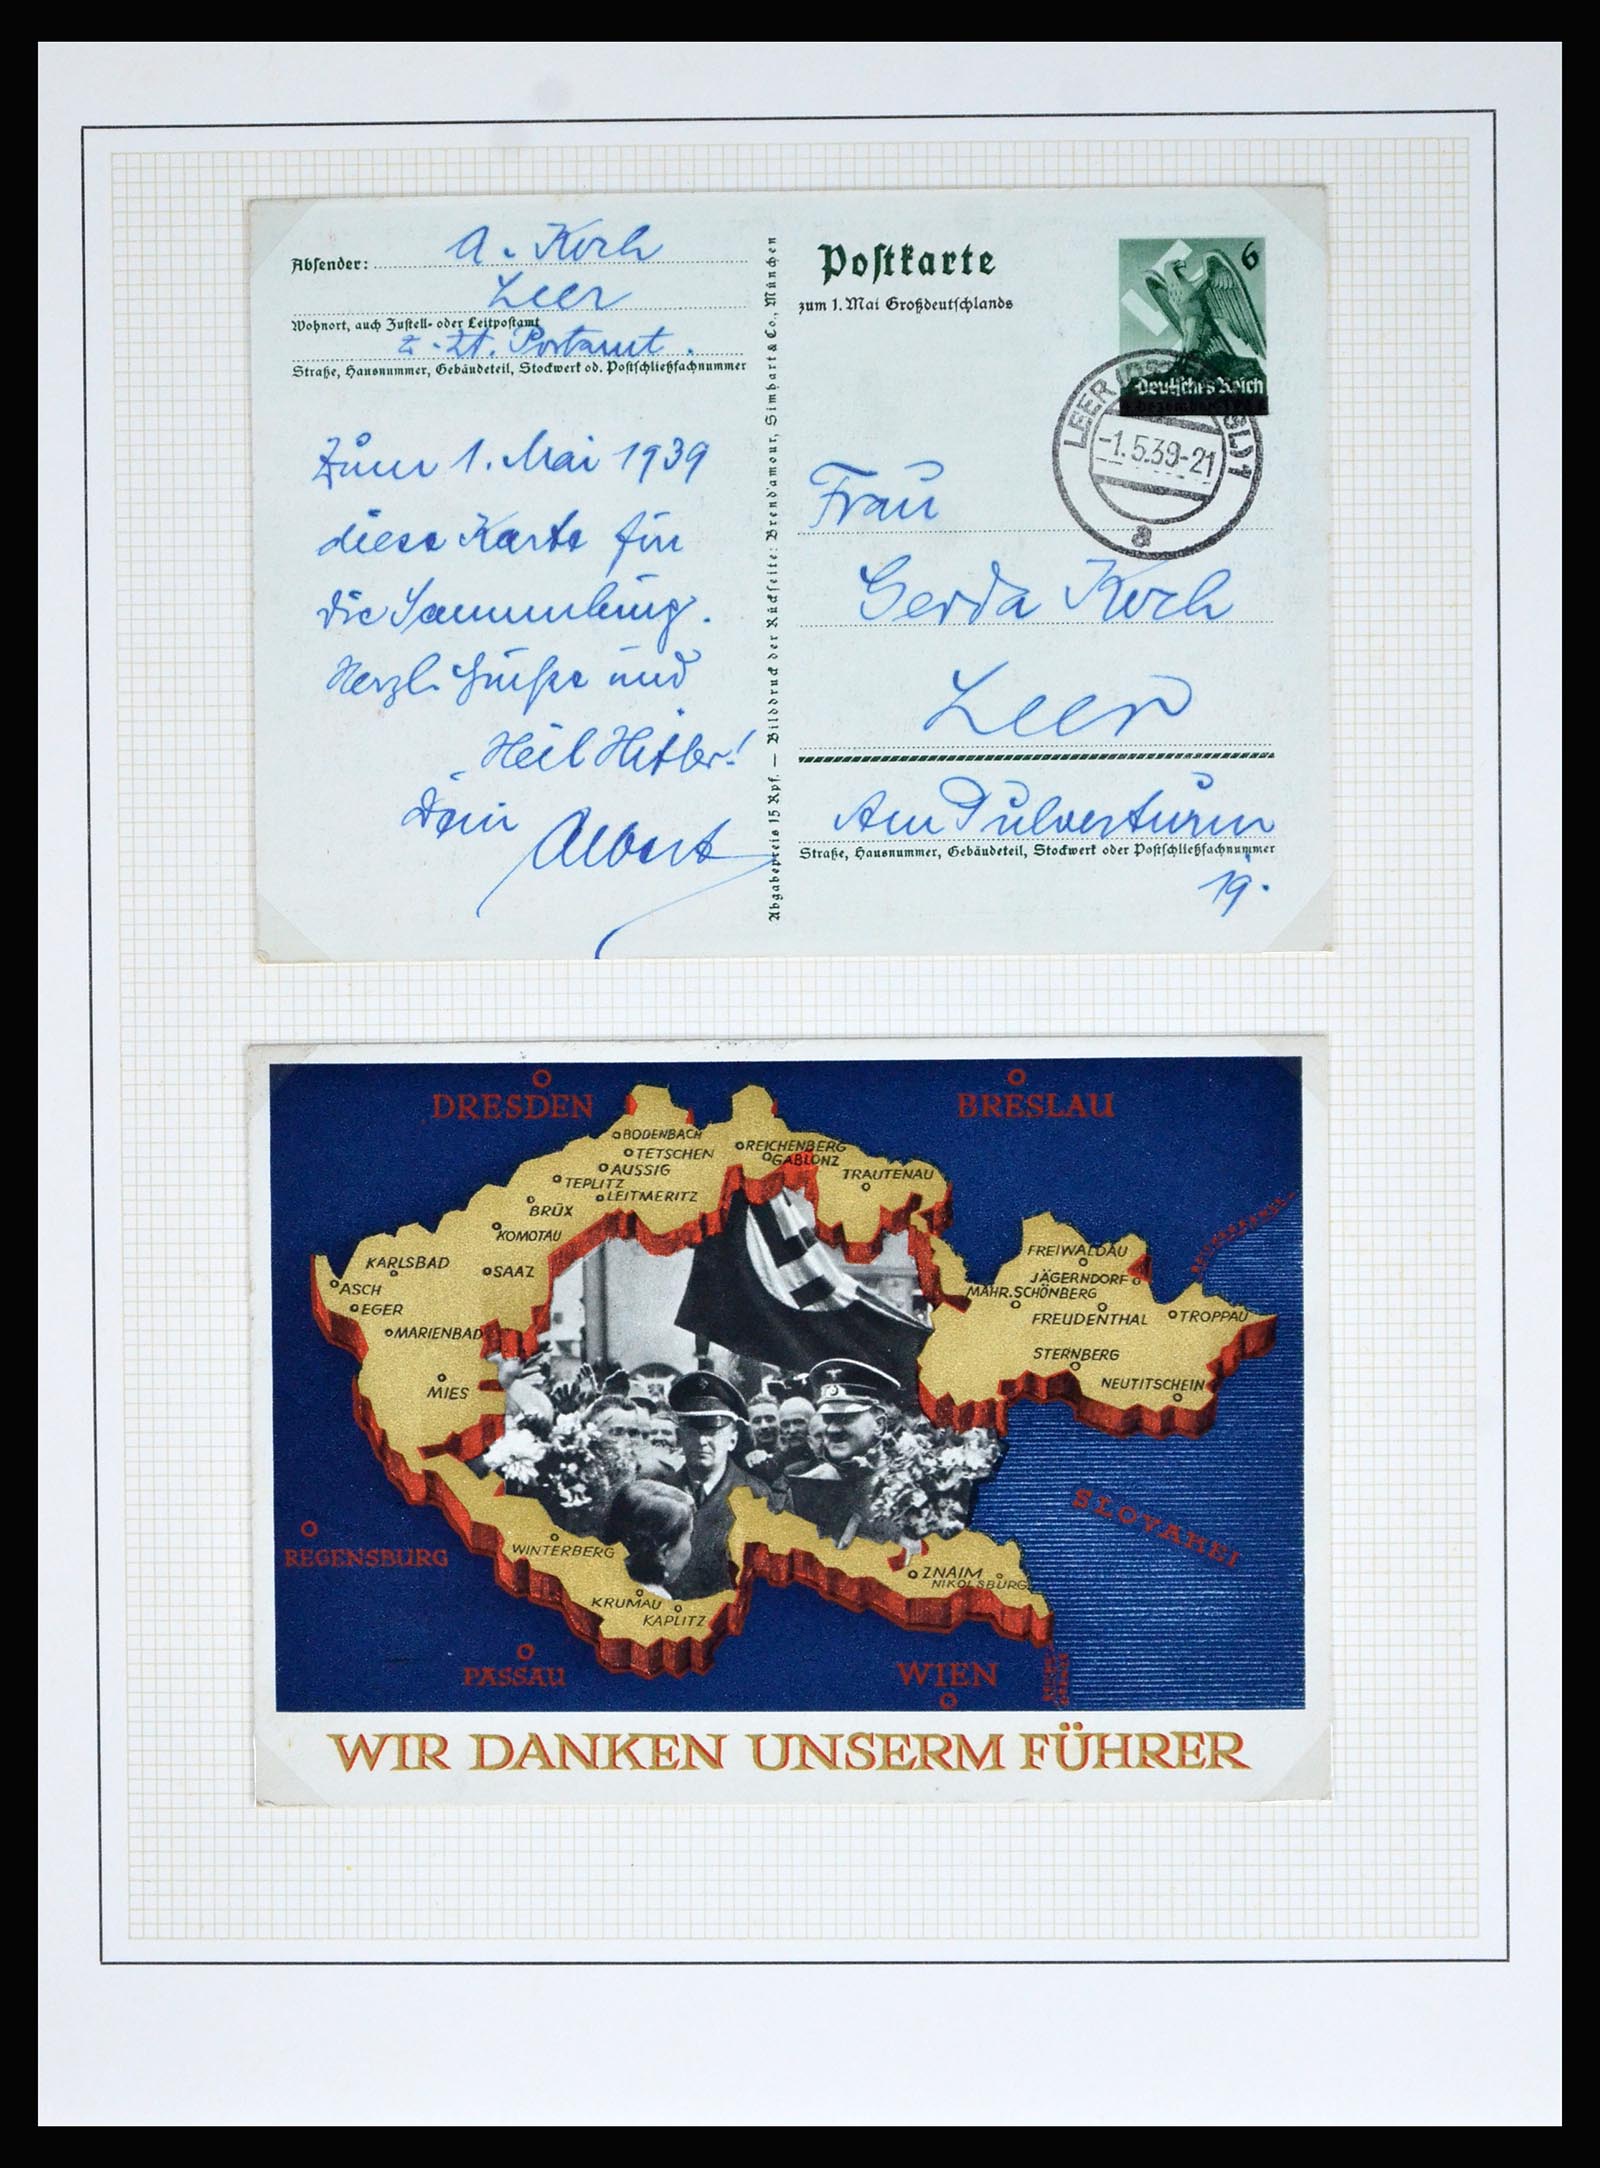 Absender: A. Koch
Leer
Wohnort, auch Zustell- oder Leitpostamt
z. Zt. Postamt.
Straße, Hausnummer, Gebäudeteil, Stockwerk od. Postschließfachnummer
Zum 1. Mai 1939
diese Karte für
die Sammlung.
Herzl. Grüße und
Heil Hitler!
Dein
Albert
Abgabepreis 15 Rpf. — Bilddruck der Rückseite: Brend'amour, Simhart & Co., München
Postkarte
zum 1. Mai Großdeutschlands
6
Deutsches Reich
LEER (OSTFRIESL) 1
-1.5.39-21
a
Frau
Gerda Koch
Leer
Am Pulverturm
Straße, Hausnummer, Gebäudeteil, Stockwerk oder Postschließfachnummer
19.
DRESDEN
BRESLAU
BODENBACH
TETSCHEN
AUSSIG
TEPLITZ
LEITMERITZ
BRÜX
KOMOTAU
REICHENBERG
GABLONZ
TRAUTENAU
KARLSBAD
SAAZ
ASCH
EGER
MARIENBAD
MIES
FREIWALDAU
JÄGERNDORF
MÄHR. SCHÖNBERG
FREUDENTHAL
TROPPAU
STERNBERG
NEUTITSCHEIN
SLOVAKEI
REGENSBURG
WINTERBERG
KRUMAU
KAPLITZ
ZNAIM
NIKOLSBURG
PASSAU
WIEN
WIR DANKEN UNSERM FÜHRER